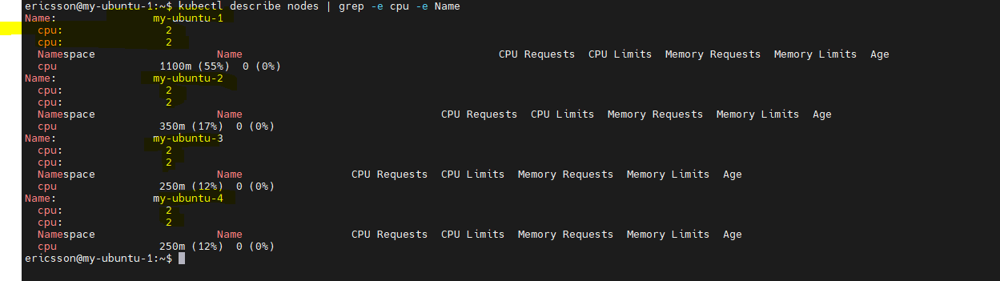 ericsson@my-ubuntu-1:~$ kubectl describe nodes | grep -e cpu -e Name
Name: my-ubuntu-1
cpu: 2
cpu: 2
Namespace Name CPU Requests CPU Limits Memory Requests Memory Limits Age
cpu 1100m (55%) 0 (0%)
Name: my-ubuntu-2
cpu: 2
cpu: 2
Namespace Name CPU Requests CPU Limits Memory Requests Memory Limits Age
cpu 350m (17%) 0 (0%)
Name: my-ubuntu-3
cpu: 2
cpu: 2
Namespace Name CPU Requests CPU Limits Memory Requests Memory Limits Age
cpu 250m (12%) 0 (0%)
Name: my-ubuntu-4
cpu: 2
cpu: 2
Namespace Name CPU Requests CPU Limits Memory Requests Memory Limits Age
cpu 250m (12%) 0 (0%)
ericsson@my-ubuntu-1:~$